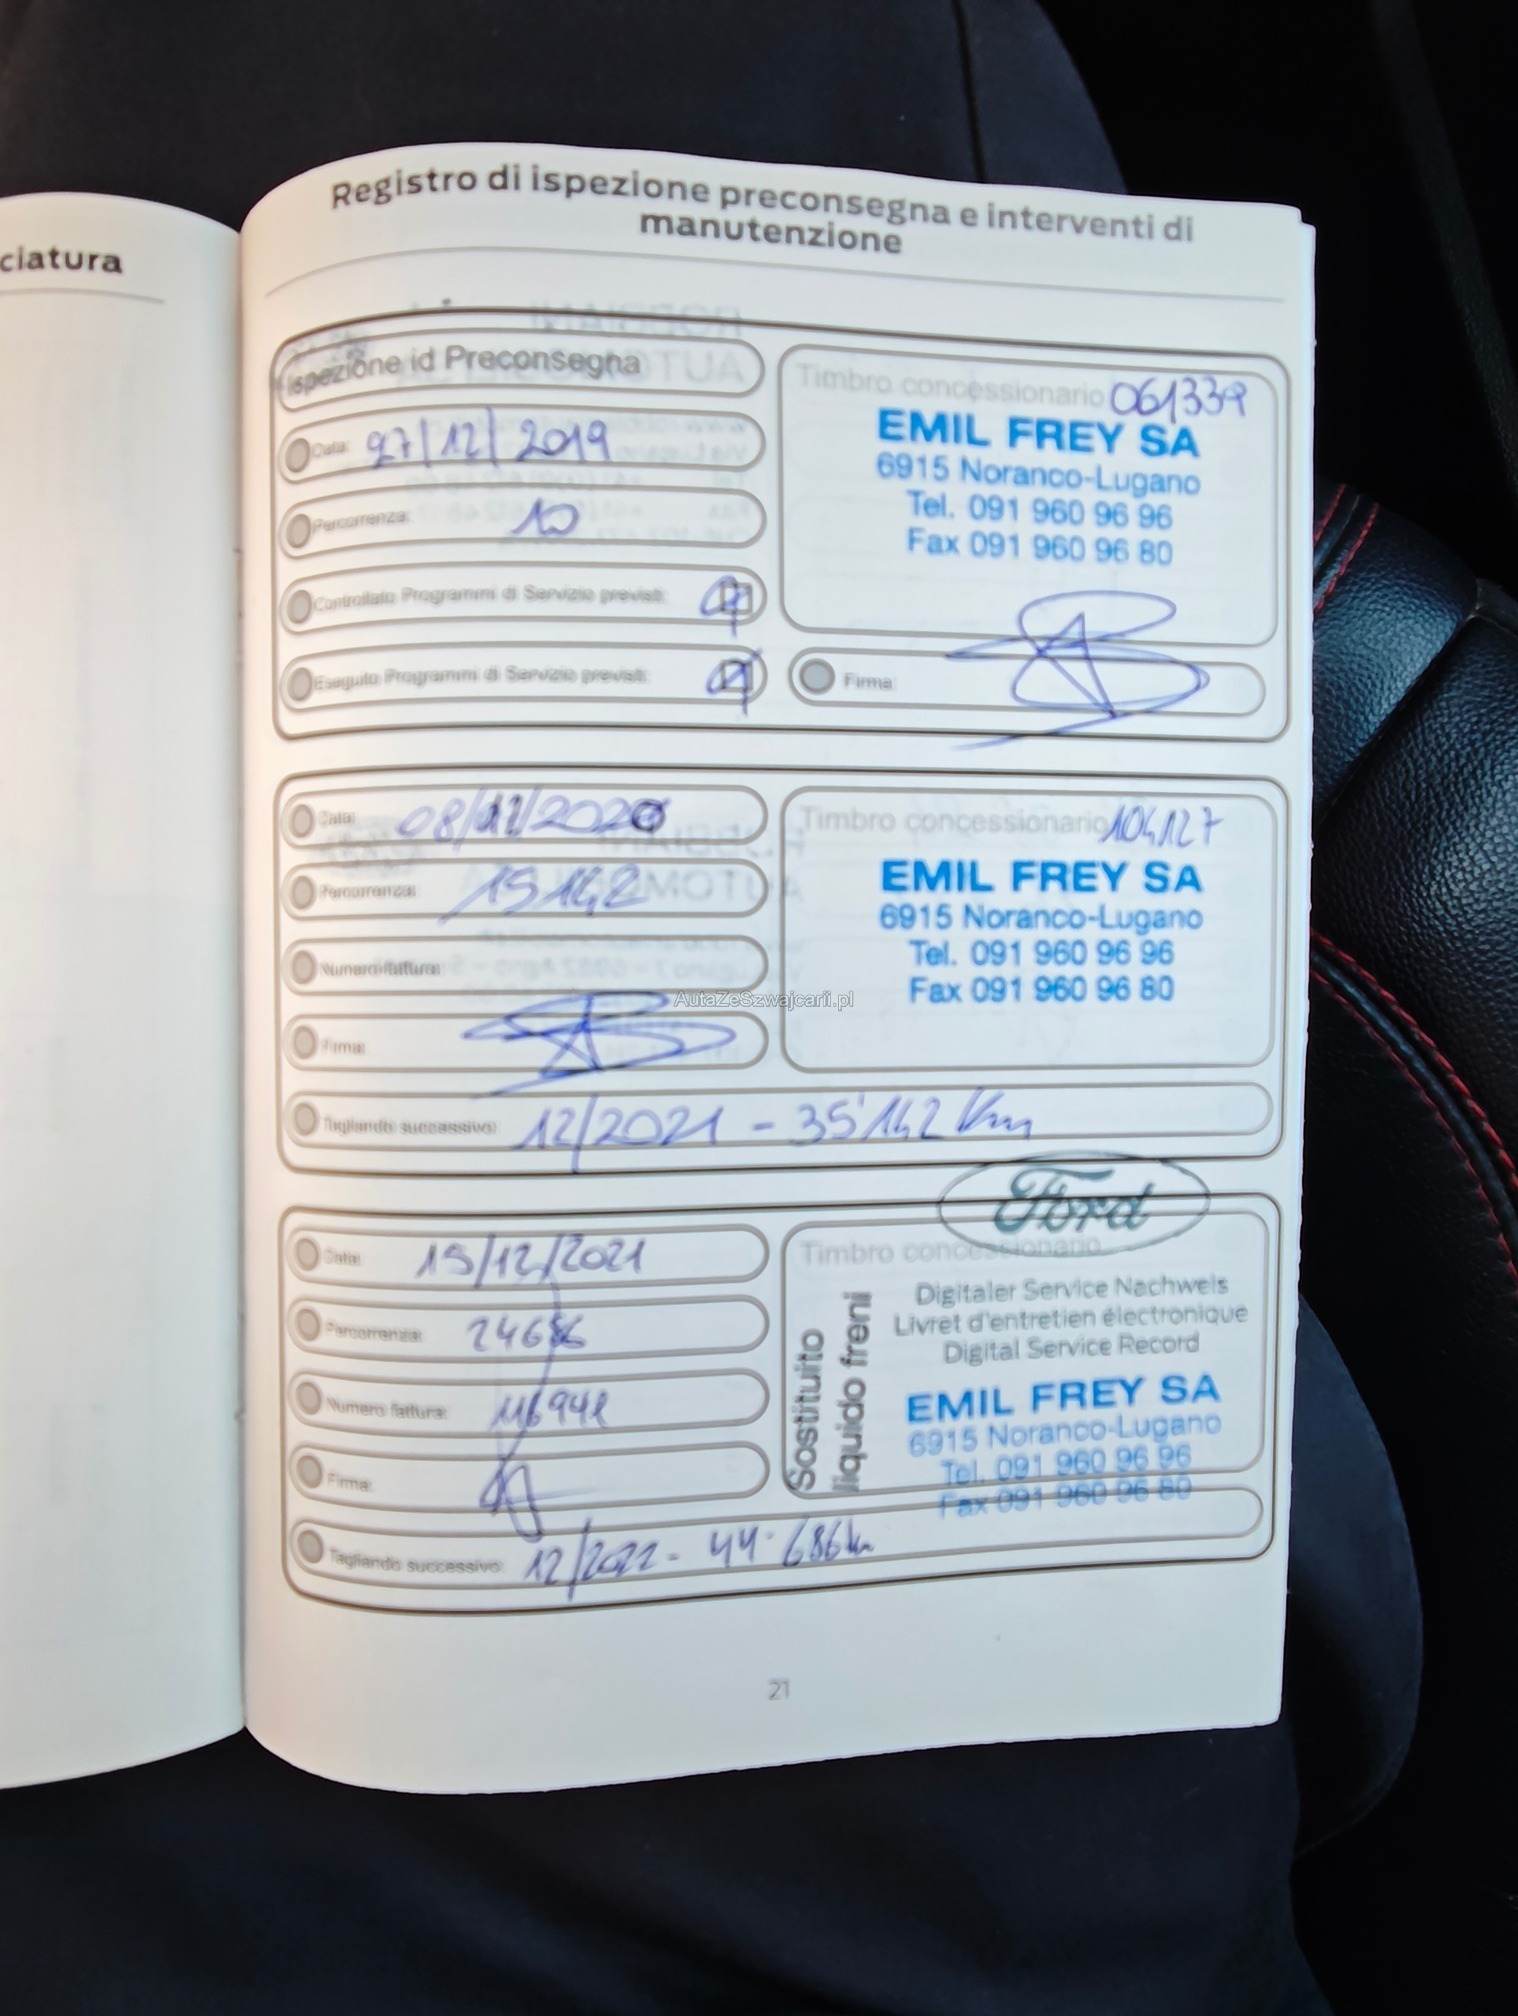 ciatura
Registro di ispezione preconsegna e interventi di
manutenzione
Ispezione id Preconsegna
Data: 27/12/2019
Percorrenza: 10
Controllato Programmi di Servizio previsti:
Eseguito Programmi di Servizio previsti:
Timbro concessionario 061339
EMIL FREY SA
6915 Noranco-Lugano
Tel. 091 960 96 96
Fax 091 960 96 80
Firma:
Data: 08/12/2020
Percorrenza: 15142
Numero fattura:
Firma:
Timbro concessionario 104127
EMIL FREY SA
6915 Noranco-Lugano
Tel. 091 960 96 96
Fax 091 960 96 80
AutaZeSzwajcarii.pl
Tagliando successivo: 12/2021 - 35'142 Km
Data: 15/12/2021
Percorrenza: 24686
Numero fattura:
Firma:
Ford
Timbro concessionario
Sostituito
liquido freni
Digitaler Service Nachweis
Livret d'entretien électronique
Digital Service Record
EMIL FREY SA
6915 Noranco-Lugano
Tel. 091 960 96 96
Fax 091 960 96 80
Tagliando successivo: 12/2022 - 44.686 km
21